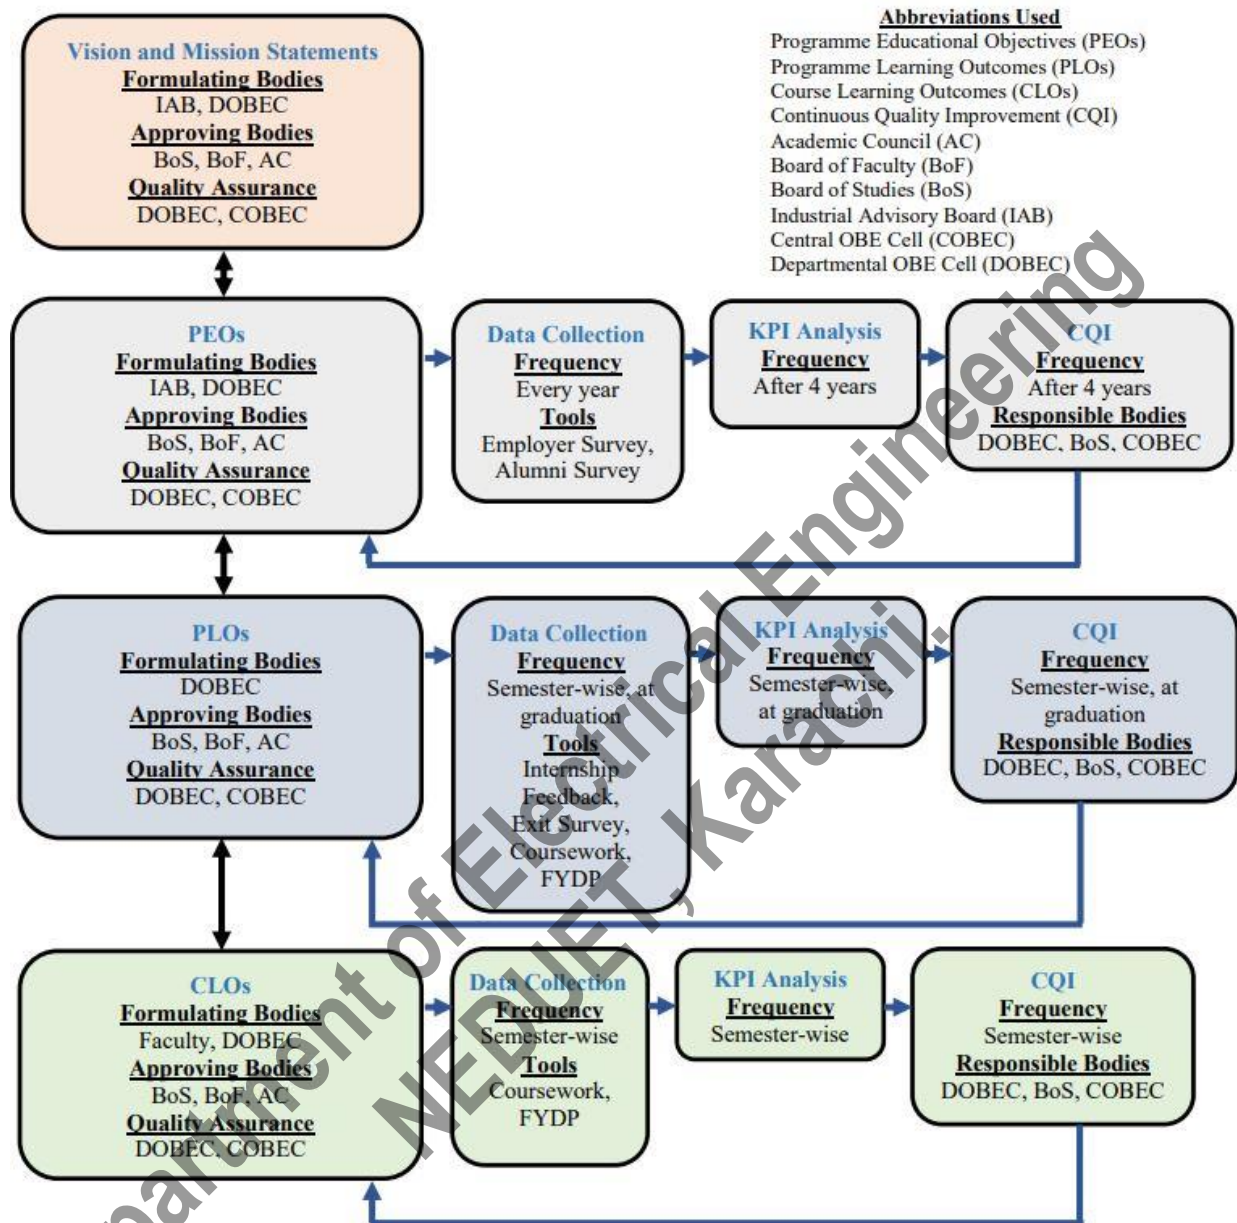 Vision and Mission Statements
Formulating Bodies
IAB, DOBEC
Approving Bodies
BoS, BoF, AC
Quality Assurance
DOBEC, COBEC
Abbreviations Used
Programme Educational Objectives (PEOs)
Programme Learning Outcomes (PLOs)
Course Learning Outcomes (CLOs)
Continuous Quality Improvement (CQI)
Academic Council (AC)
Board of Faculty (BoF)
Board of Studies (BoS)
Industrial Advisory Board (IAB)
Central OBE Cell (COBEC)
Departmental OBE Cell (DOBEC)
PEOs
Formulating Bodies
IAB, DOBEC
Approving Bodies
BoS, BoF, AC
Quality Assurance
DOBEC, COBEC
Data Collection
Frequency
Every year
Tools
Employer Survey,
Alumni Survey
KPI Analysis
Frequency
After 4 years
CQI
Frequency
After 4 years
Responsible Bodies
DOBEC, BoS, COBEC
PLOs
Formulating Bodies
DOBEC
Approving Bodies
BoS, BoF, AC
Quality Assurance
DOBEC, COBEC
Data Collection
Frequency
Semester-wise, at
graduation
Tools
Internship
Feedback,
Exit Survey,
Coursework,
FYDP
KPI Analysis
Frequency
Semester-wise,
at graduation
CQI
Frequency
Semester-wise, at
graduation
Responsible Bodies
DOBEC, BoS, COBEC
CLOs
Formulating Bodies
Faculty, DOBEC
Approving Bodies
BoS, BoF, AC
Quality Assurance
DOBEC, COBEC
Data Collection
Frequency
Semester-wise
Tools
Coursework,
FYDP
KPI Analysis
Frequency
Semester-wise
CQI
Frequency
Semester-wise
Responsible Bodies
DOBEC, BoS, COBEC
partment of Electrical Engineering
NEDUET, Karachi.